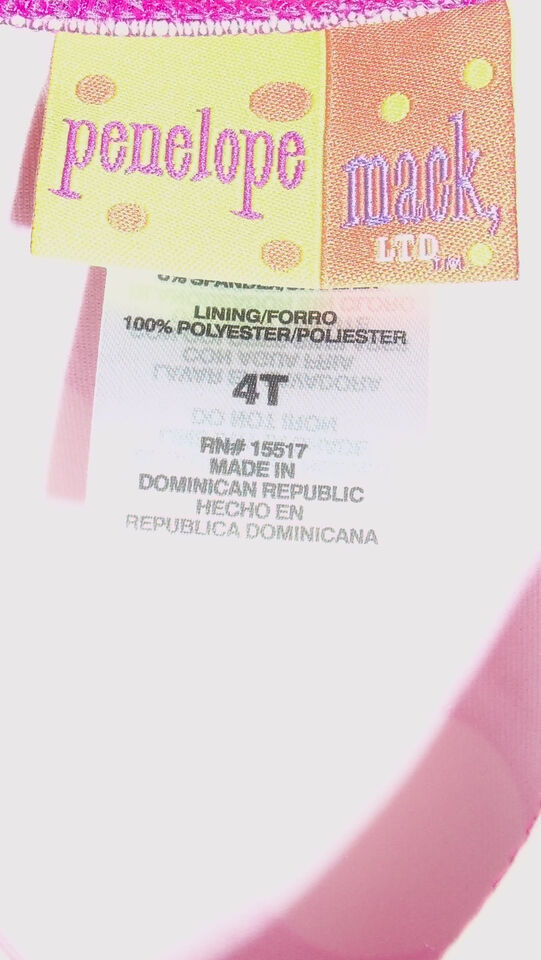 penelope mack,
LTD.™
LINING/FORRO
100% POLYESTER/POLIESTER
4T
RN# 15517
MADE IN
DOMINICAN REPUBLIC
HECHO EN
REPUBLICA DOMINICANA